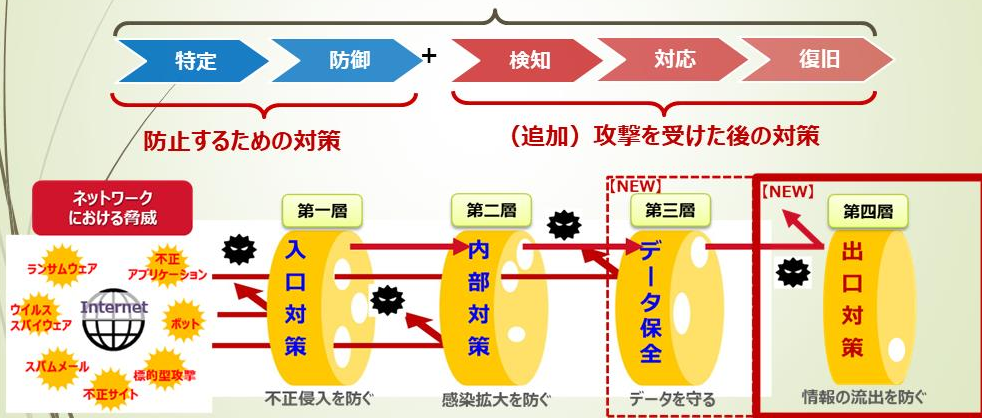 特定
防御
+
検知
対応
復旧
防止するための対策
（追加）攻撃を受けた後の対策
ネットワーク
における脅威
ランサムウェア
不正
アプリケーション
ウイルス
スパイウェア
Internet
ボット
スパムメール
標的型攻撃
不正サイト
第一層
入口対策
不正侵入を防ぐ
第二層
内部対策
感染拡大を防ぐ
【NEW】
第三層
データ保全
データを守る
【NEW】
第四層
出口対策
情報の流出を防ぐ